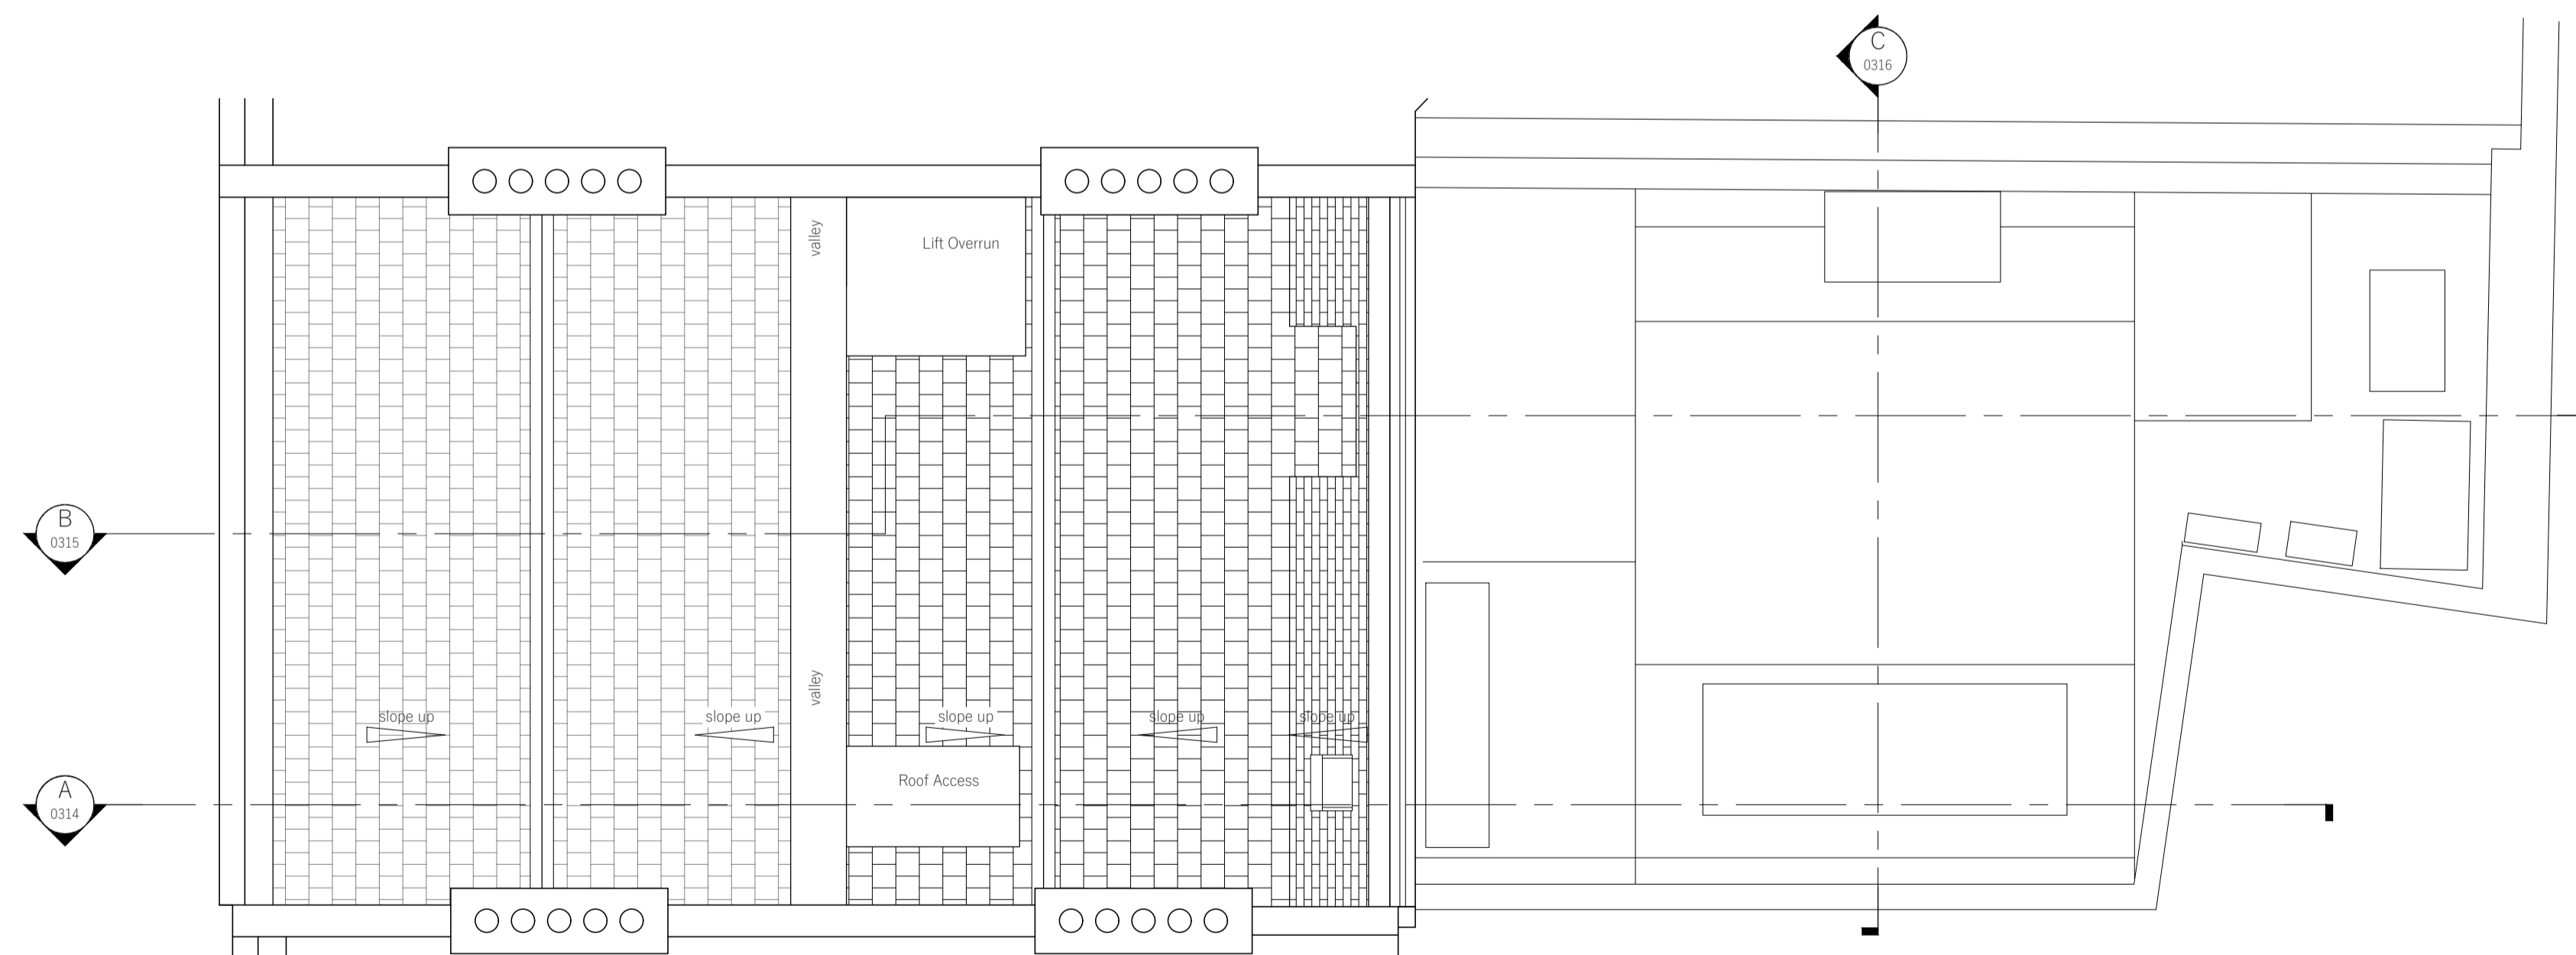 C
0316
valley
Lift Overrun
B
0315
valley
slope up
slope up
slope up
slope up
slope up
A
0314
Roof Access